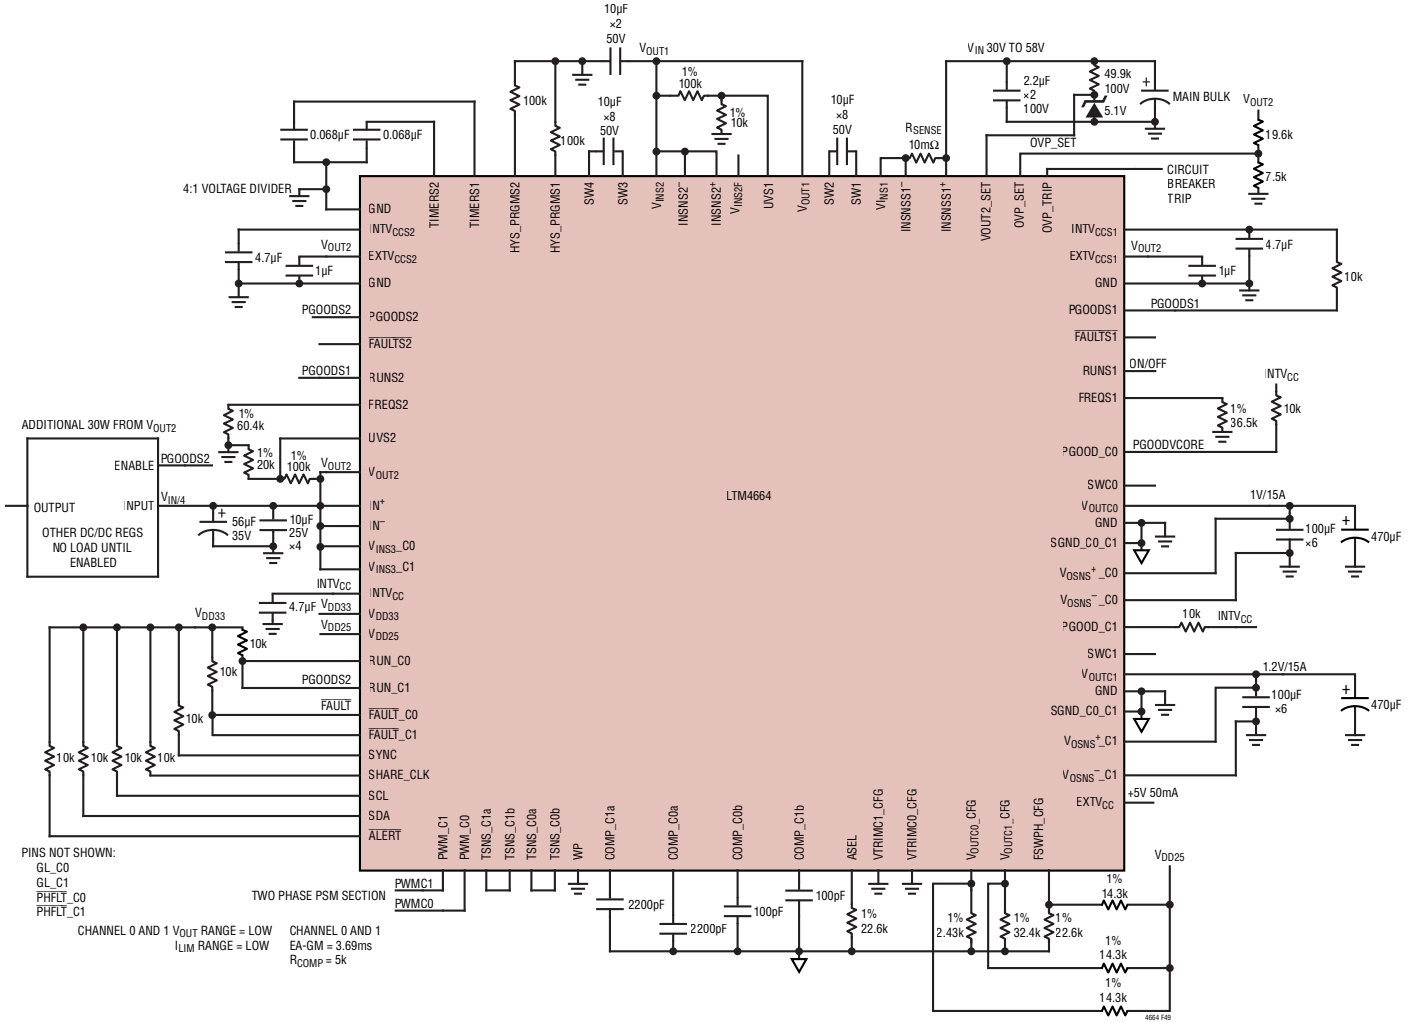 10µF
×2
50V
VOUT1
VIN 30V TO 58V
1%
100k
1%
10k
100k
100k
10µF
×8
50V
10µF
×8
50V
RSENSE
10mΩ
2.2µF
×2
100V
49.9k
100V
5.1V
MAIN BULK
VOUT2
19.6k
7.5k
OVP_SET
CIRCUIT
BREAKER
TRIP
0.068µF
0.068µF
4:1 VOLTAGE DIVIDER
TIMERS2
TIMERS1
HYS_PRGMS2
HYS_PRGMS1
SW4
SW3
VINS2
INSNS2−
INSNS2+
VINS2F
UVS1
VOUT1
SW2
SW1
VINS1
INSNSS1−
INSNSS1+
VOUT2_SET
OVP_SET
OVP_TRIP
GND
INTVCCS2
VOUT2
EXTVCCS2
4.7µF
1µF
GND
PGOODS2
PGOODS2
FAULTS2
PGOODS1
RUNS2
FREQS2
1%
60.4k
UVS2
1%
20k
1%
100k
VOUT2
VOUT2
ADDITIONAL 30W FROM VOUT2
ENABLE
PGOODS2
OUTPUT
INPUT
VIN/4
OTHER DC/DC REGS
NO LOAD UNTIL
ENABLED
56µF
35V
10µF
25V
×4
IN+
IN−
VINS3_C0
VINS3_C1
INTVCC
INTVCC
4.7µF
VDD33
VDD33
VDD25
VDD25
VDD33
10k
RUN_C0
10k
PGOODS2
RUN_C1
FAULT
FAULT_C0
10k
FAULT_C1
10k
10k
10k
10k
SYNC
SHARE_CLK
SCL
SDA
ALERT
LTM4664
INTVCCS1
VOUT2
EXTVCCS1
4.7µF
1µF
10k
GND
PGOODS1
PGOODS1
FAULTS1
RUNS1
ON/OFF
FREQS1
1%
36.5k
INTVCC
10k
PGOOD_C0
PGOODVCORE
SWC0
VOUTC0
1V/15A
GND
SGND_C0_C1
100µF
×6
470µF
VOSNS+_C0
VOSNS−_C0
PGOOD_C1
10k
INTVCC
SWC1
VOUTC1
1.2V/15A
GND
SGND_C0_C1
100µF
×6
470µF
VOSNS+_C1
VOSNS−_C1
EXTVCC
+5V 50mA
PWM_C1
PWM_C0
TSNS_C1a
TSNS_C1b
TSNS_C0a
TSNS_C0b
WP
COMP_C1a
COMP_C0a
COMP_C0b
COMP_C1b
ASEL
VTRIMC1_CFG
VTRIMC0_CFG
VOUTC0_CFG
VOUTC1_CFG
FSWPH_CFG
PINS NOT SHOWN:
GL_C0
GL_C1
PHFLT_C0
PHFLT_C1
TWO PHASE PSM SECTION
PWMC1
PWMC0
CHANNEL 0 AND 1 VOUT RANGE = LOW
ILIM RANGE = LOW
CHANNEL 0 AND 1
EA-GM = 3.69ms
RCOMP = 5k
2200pF
2200pF
100pF
100pF
1%
22.6k
1%
2.43k
1%
32.4k
1%
22.6k
VDD25
1%
14.3k
1%
14.3k
1%
14.3k
4664 F49